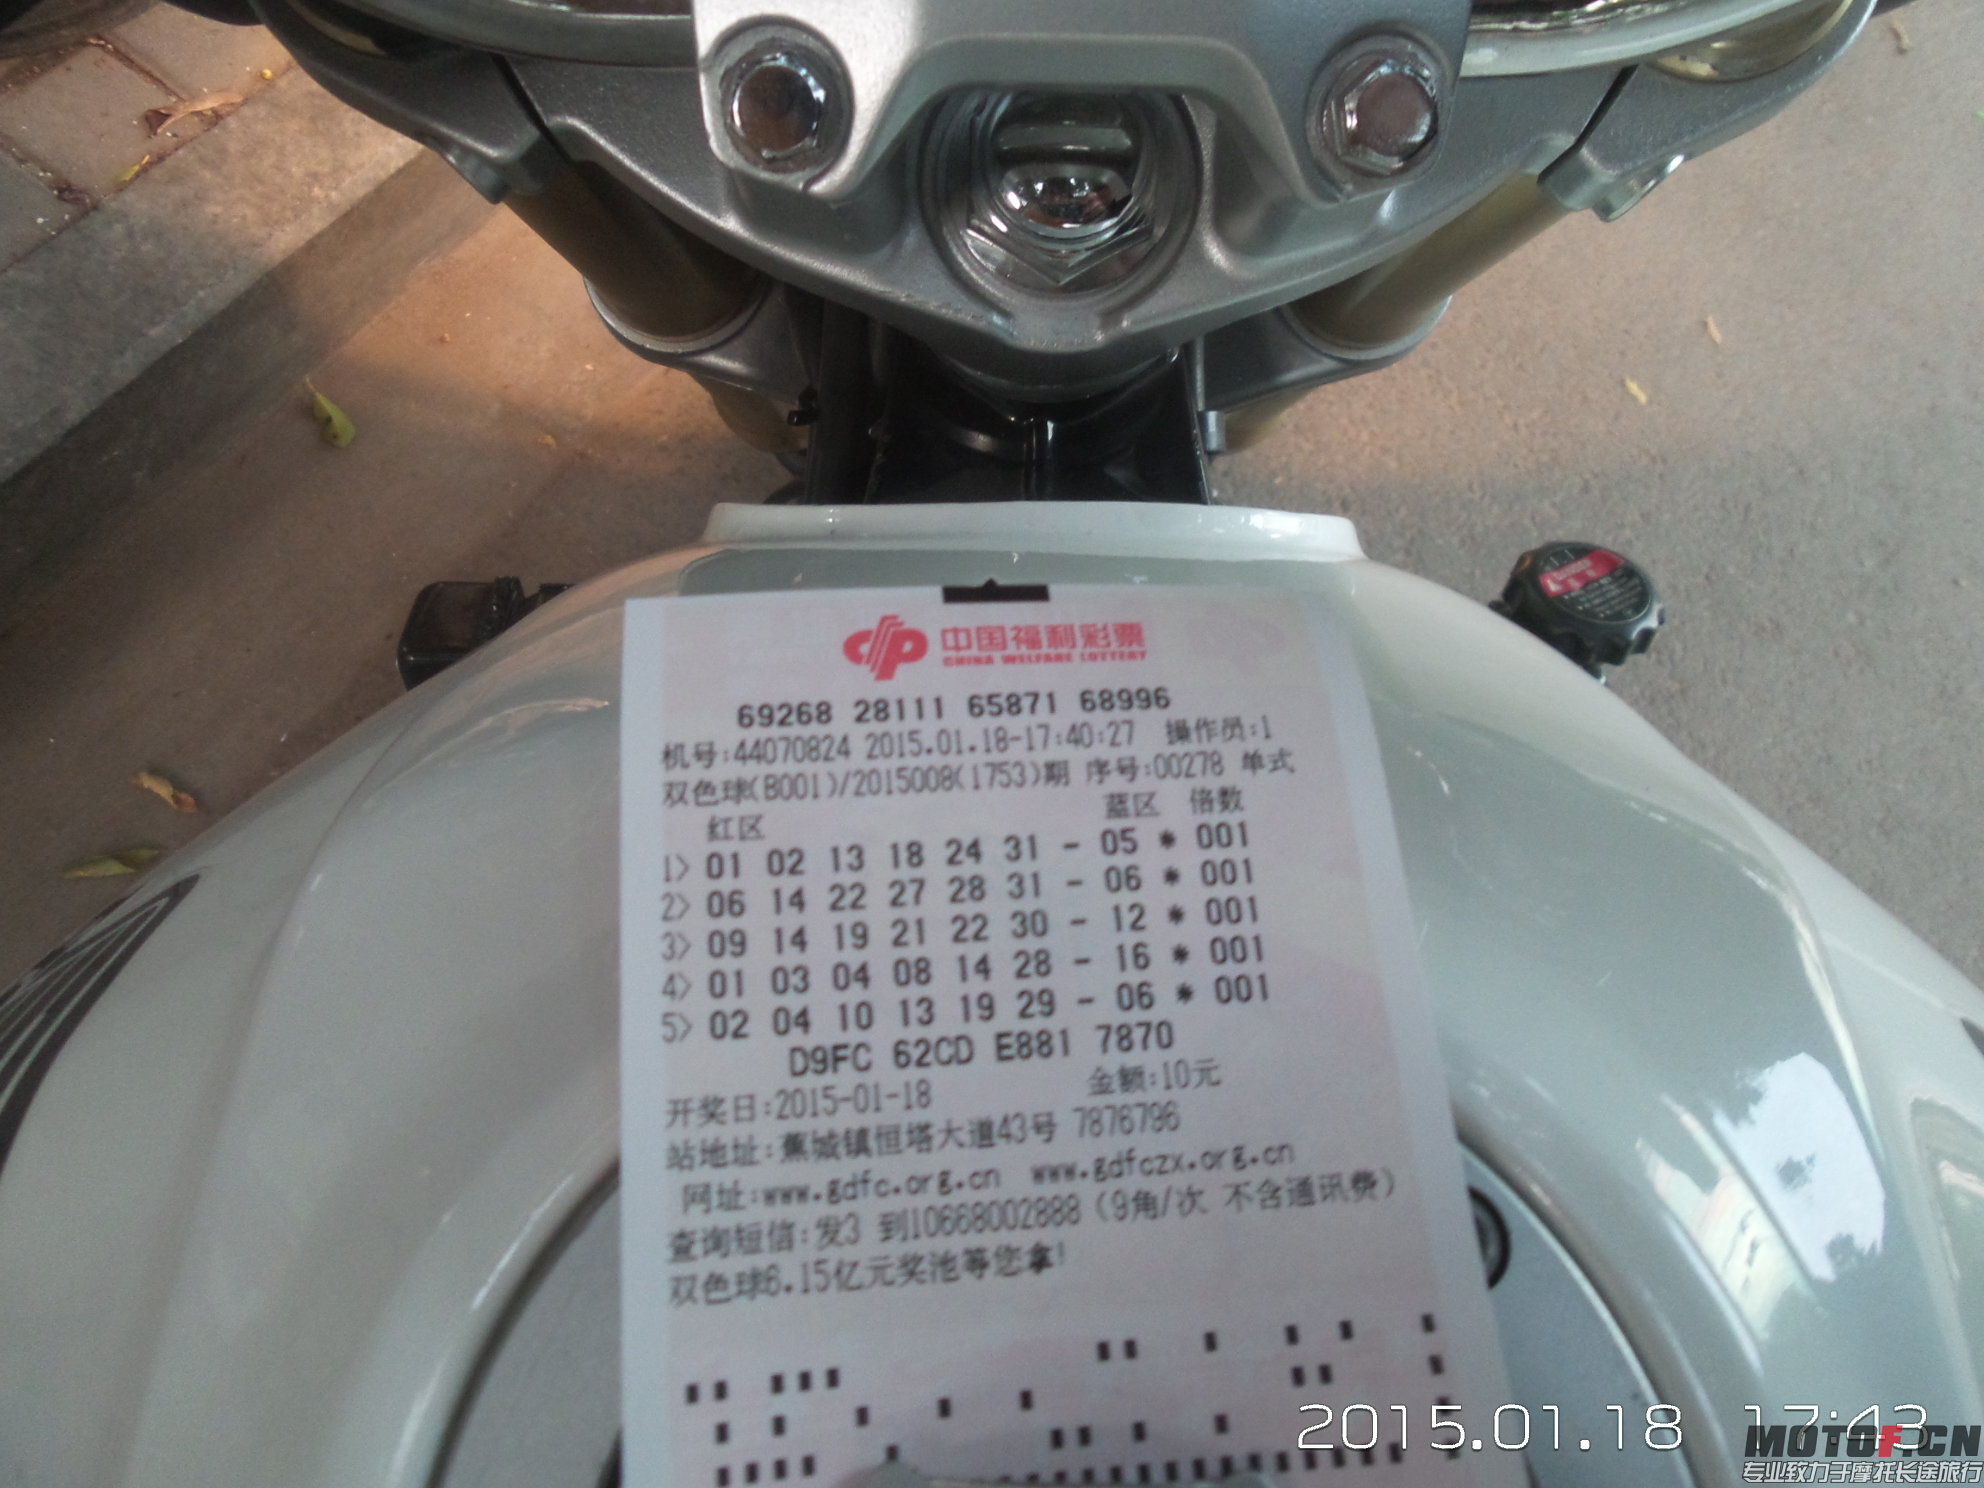 中国福利彩票
CHINA WELFARE LOTTERY
69268 28111 65871 68996
机号:44070824 2015.01.18-17:40:27 操作员:1
双色球(B001)/2015008(1753)期 序号:00278 单式
红区 蓝区 倍数
1> 01 02 13 18 24 31 - 05 * 001
2> 06 14 22 27 28 31 - 06 * 001
3> 09 14 19 21 22 30 - 12 * 001
4> 01 03 04 08 14 28 - 16 * 001
5> 02 04 10 13 19 29 - 06 * 001
D9FC 62CD E881 7870
开奖日:2015-01-18 金额:10元
站地址:蕉城镇恒塔大道43号 7876796
网址:www.gdfc.org.cn www.gdfczx.org.cn
查询短信:发3 到10668002888 (9角/次 不含通讯费)
双色球6.15亿元奖池等您拿!
2015.01.18 17:43
MOTOF.CN
专业致力于摩托长途旅行